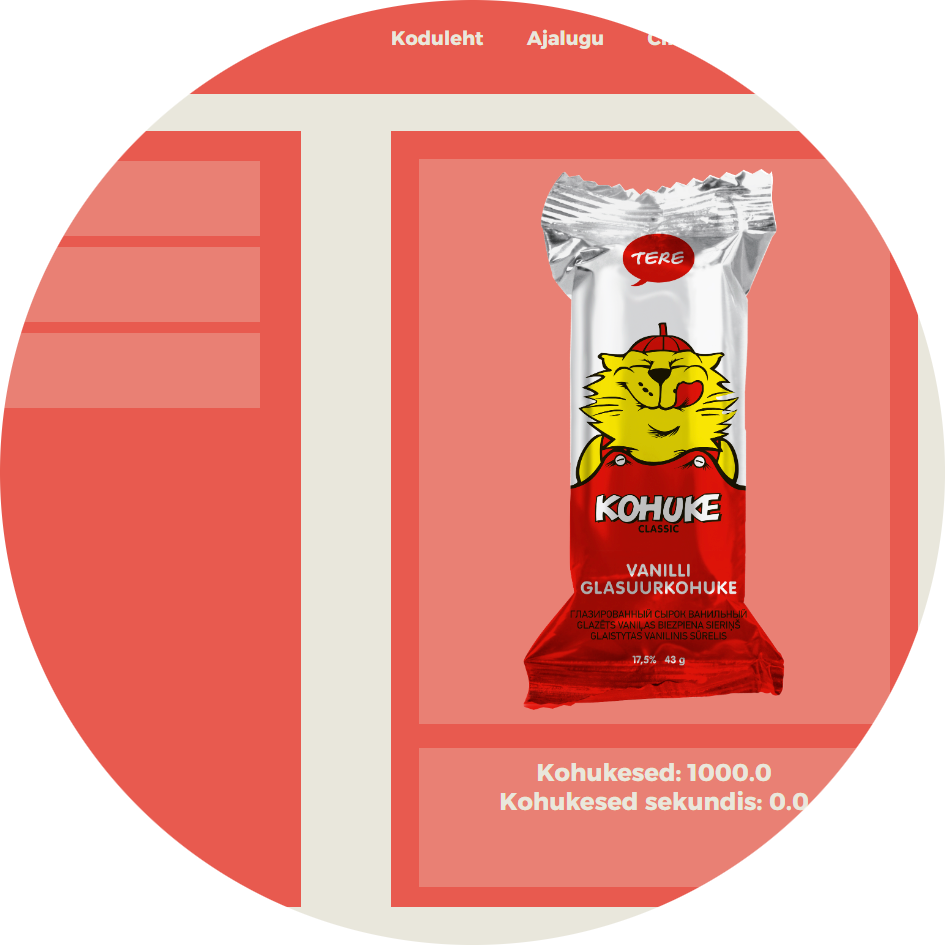 Koduleht Ajalugu
TERE
KOHUKE
CLASSIC
VANILLI
GLASUURKOHUKE
ГЛАЗИРОВАННЫЙ СЫРОК ВАНИЛЬНЫЙ
GLAZĒTS VANIĻAS BIEZPIENA SIERIŅŠ
GLAISTYTAS VANILINIS SŪRELIS
17,5% 43 g
Kohukesed: 1000.0
Kohukesed sekundis: 0.0